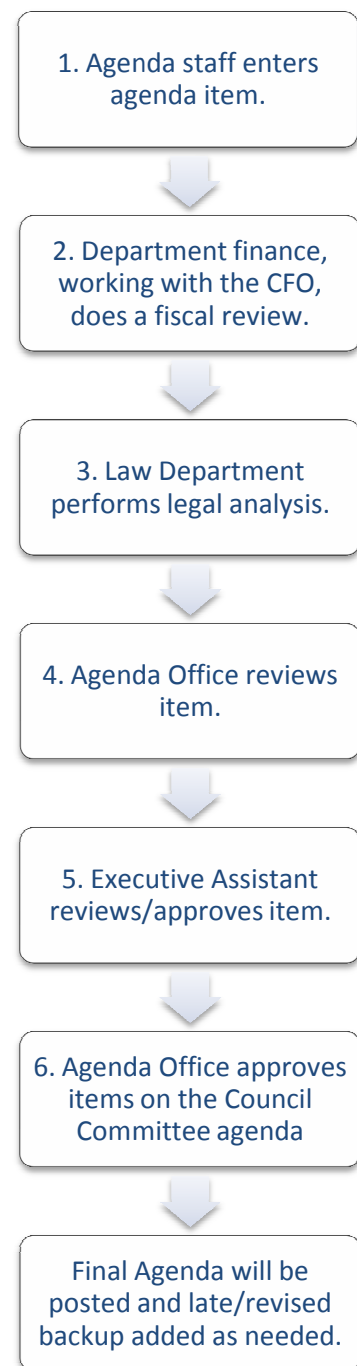 1. Agenda staff enters
agenda item.
2. Department finance,
working with the CFO,
does a fiscal review.
3. Law Department
performs legal analysis.
4. Agenda Office reviews
item.
5. Executive Assistant
reviews/approves item.
6. Agenda Office approves
items on the Council
Committee agenda
Final Agenda will be
posted and late/revised
backup added as needed.